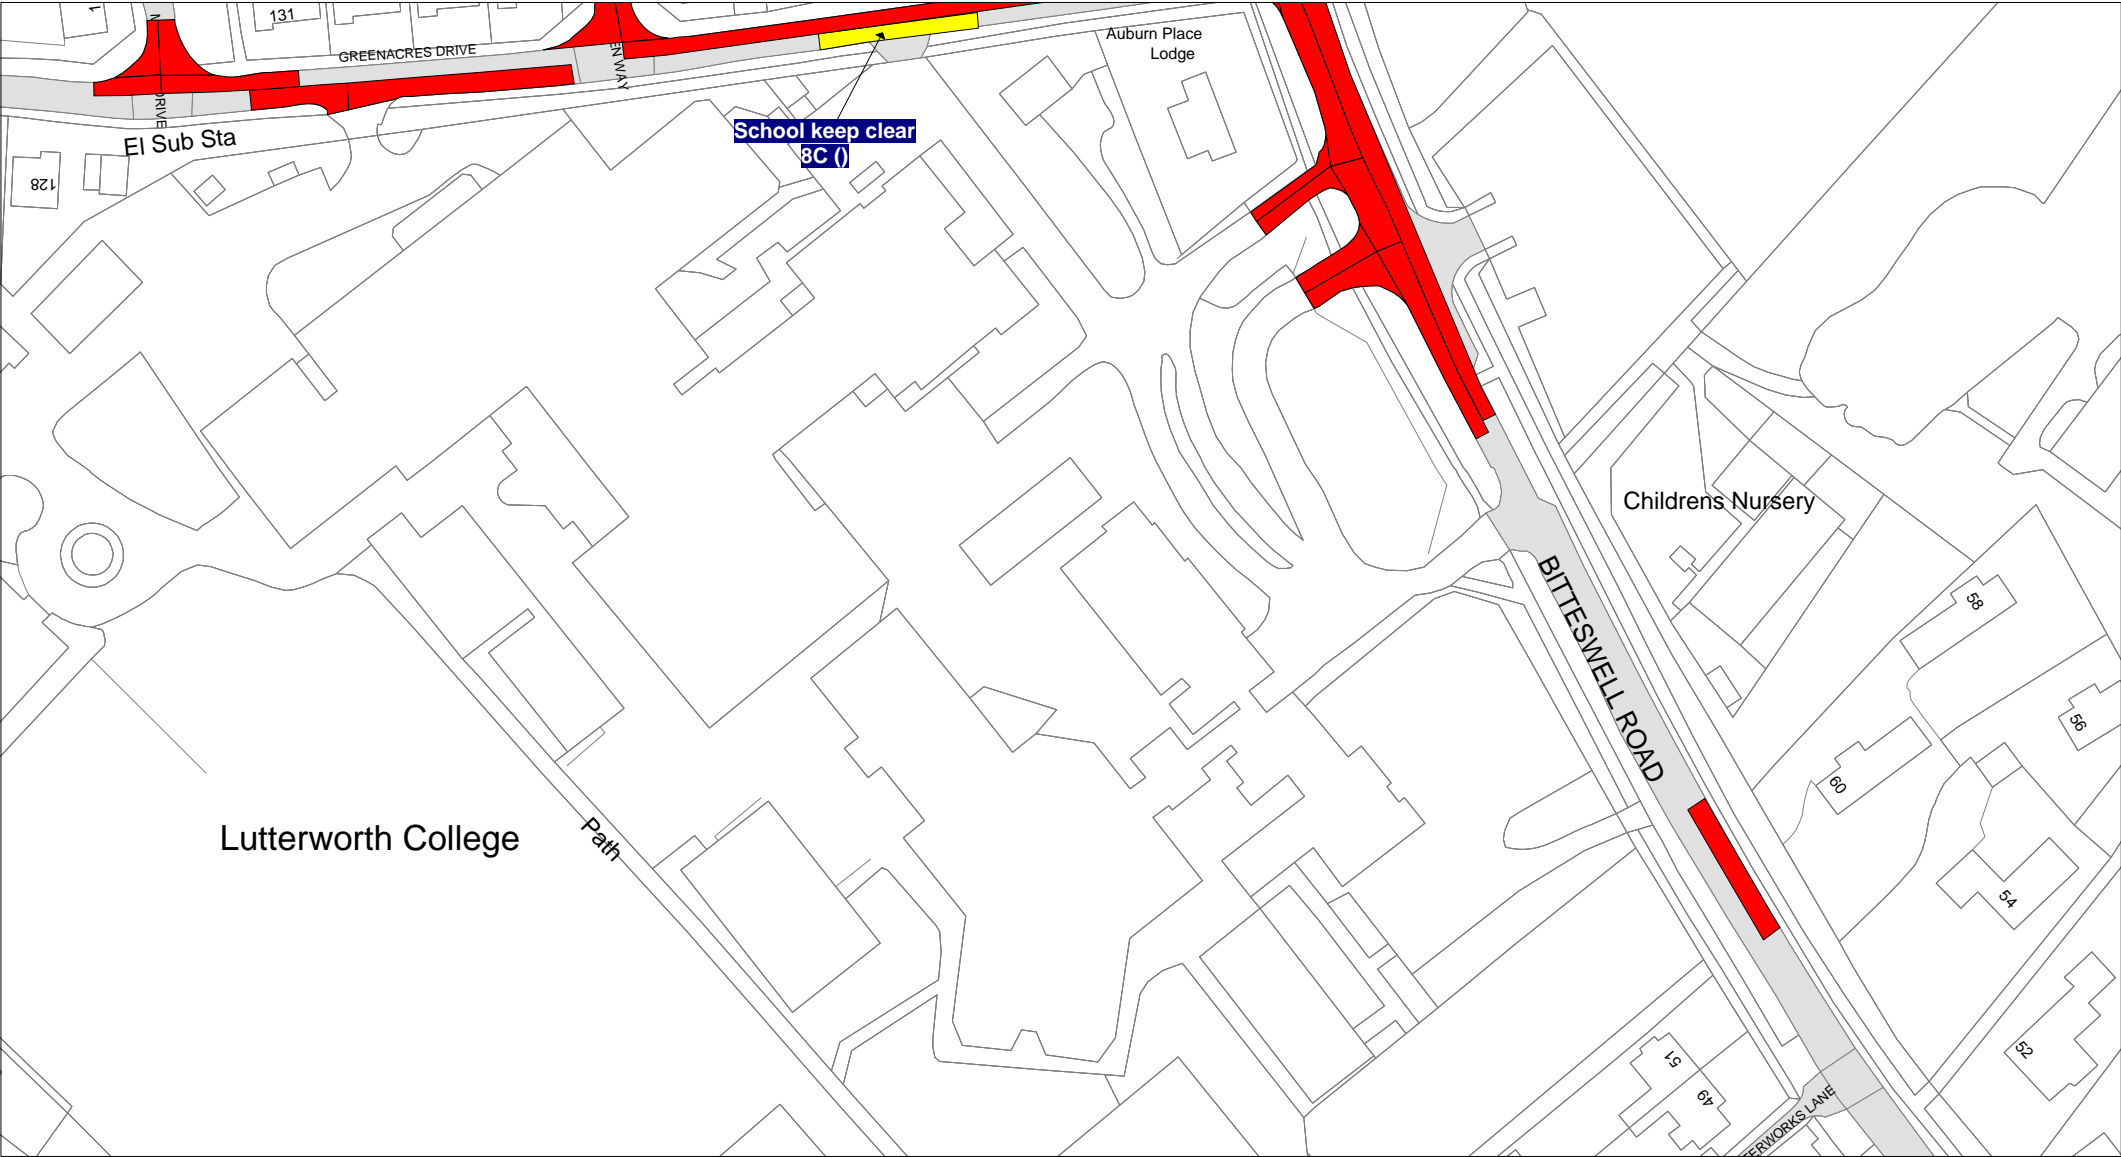 131
GREENACRES DRIVE
Auburn Place
Lodge
El Sub Sta
School keep clear
8C ()
128
Childrens Nursery
BITTESWELL ROAD
58
56
60
54
Lutterworth College
Path
52
51
49